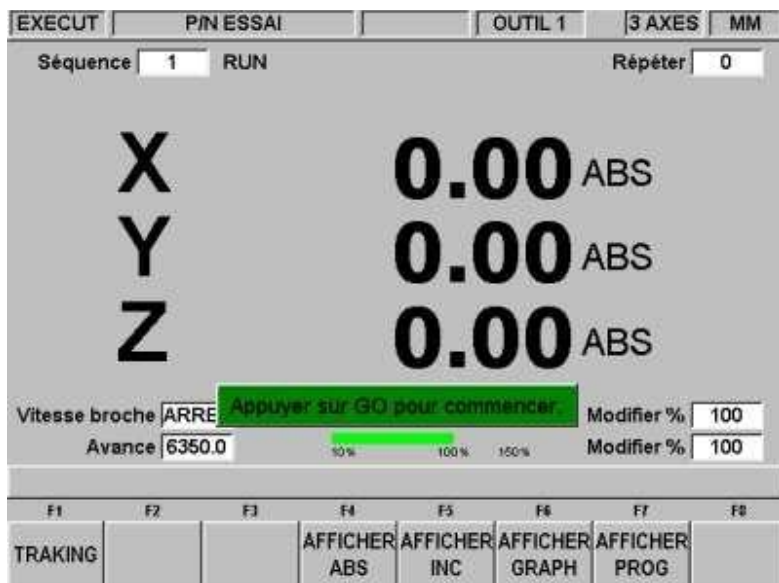 EXECUT P/N ESSAI OUTIL 1 3 AXES MM
Séquence 1 RUN Répéter 0
X 0.00 ABS
Y 0.00 ABS
Z 0.00 ABS
Appuyer sur GO pour commencer.
Vitesse broche ARRE Modifier % 100
Avance 6350.0 10% 100% 150% Modifier % 100
F1 F2 F3 F4 F5 F6 F7 F8
TRAKING AFFICHER ABS AFFICHER INC AFFICHER GRAPH AFFICHER PROG